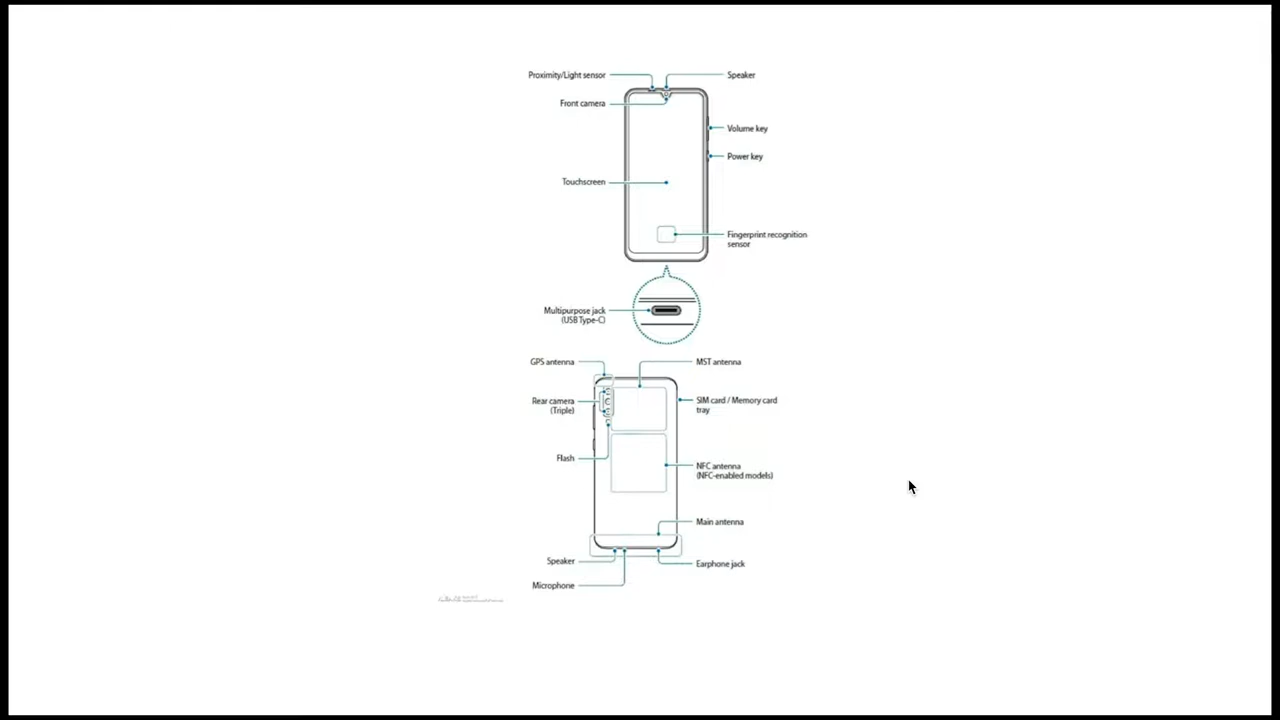 Proximity/Light sensor
Speaker
Front camera
Volume key
Power key
Touchscreen
Fingerprint recognition
sensor
Multipurpose jack
(USB Type-C)
GPS antenna
MST antenna
Rear camera
(Triple)
SIM card / Memory card
tray
Flash
NFC antenna
(NFC-enabled models)
Main antenna
Speaker
Earphone jack
Microphone